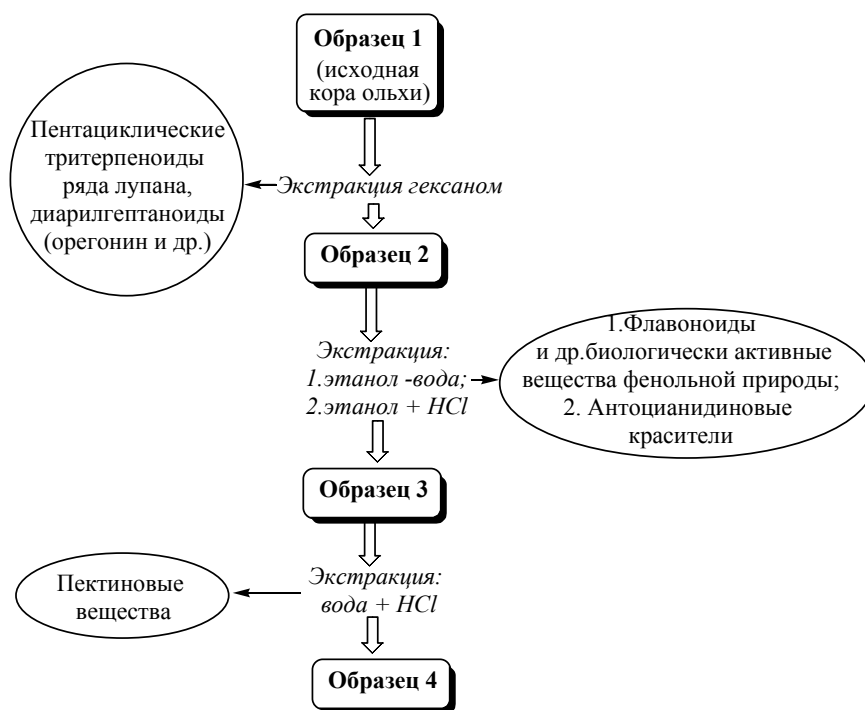 Образец 1
(исходная
кора ольхи)
Пентациклические
тритерпеноиды
ряда лупана,
диарилгептаноиды
(орегонин и др.)
Экстракция гексаном
Образец 2
Экстракция:
1.этанол -вода;
2.этанол + HCl
1.Флавоноиды
и др.биологически активные
вещества фенольной природы;
2. Антоцианидиновые
красители
Образец 3
Экстракция:
вода + HCl
Пектиновые
вещества
Образец 4